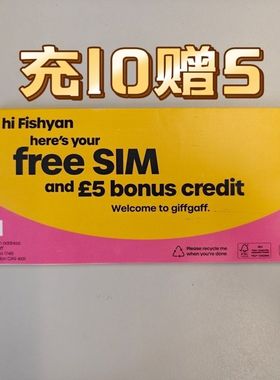 充10赠5
hi Fishyan
here's your
free SIM
and £5 bonus credit
Welcome to giffgaff.
Please recycle me
when you're done
address